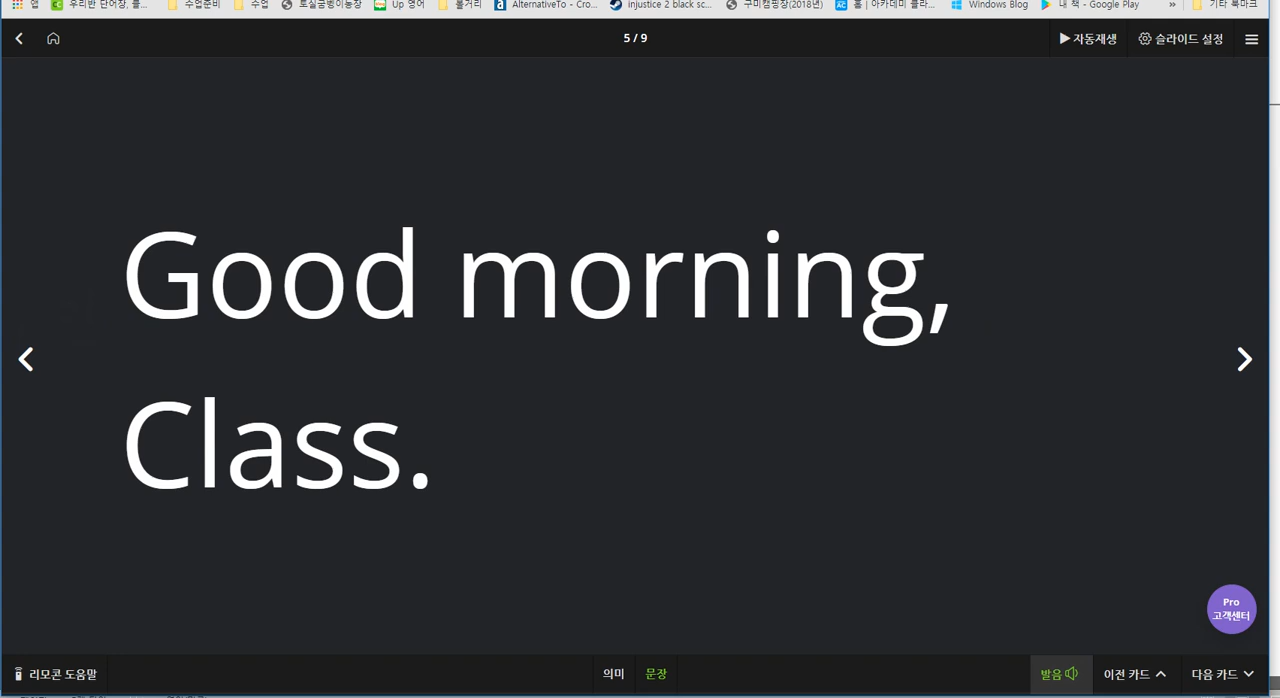 앱 우리반 단어장, 클... 수업준비 수업 토실금붕이농장 Up 영어 볼거리 AlternativeTo - Cro... injustice 2 black sc... 구미캠핑장(2018년) 홈 | 아카데미 클라... Windows Blog 내 책 - Google Play » 기타 북마크
5 / 9
자동재생 슬라이드 설정
Good morning,
Class.
Pro
고객센터
리모콘 도움말 의미 문장 발음 이전 카드 다음 카드